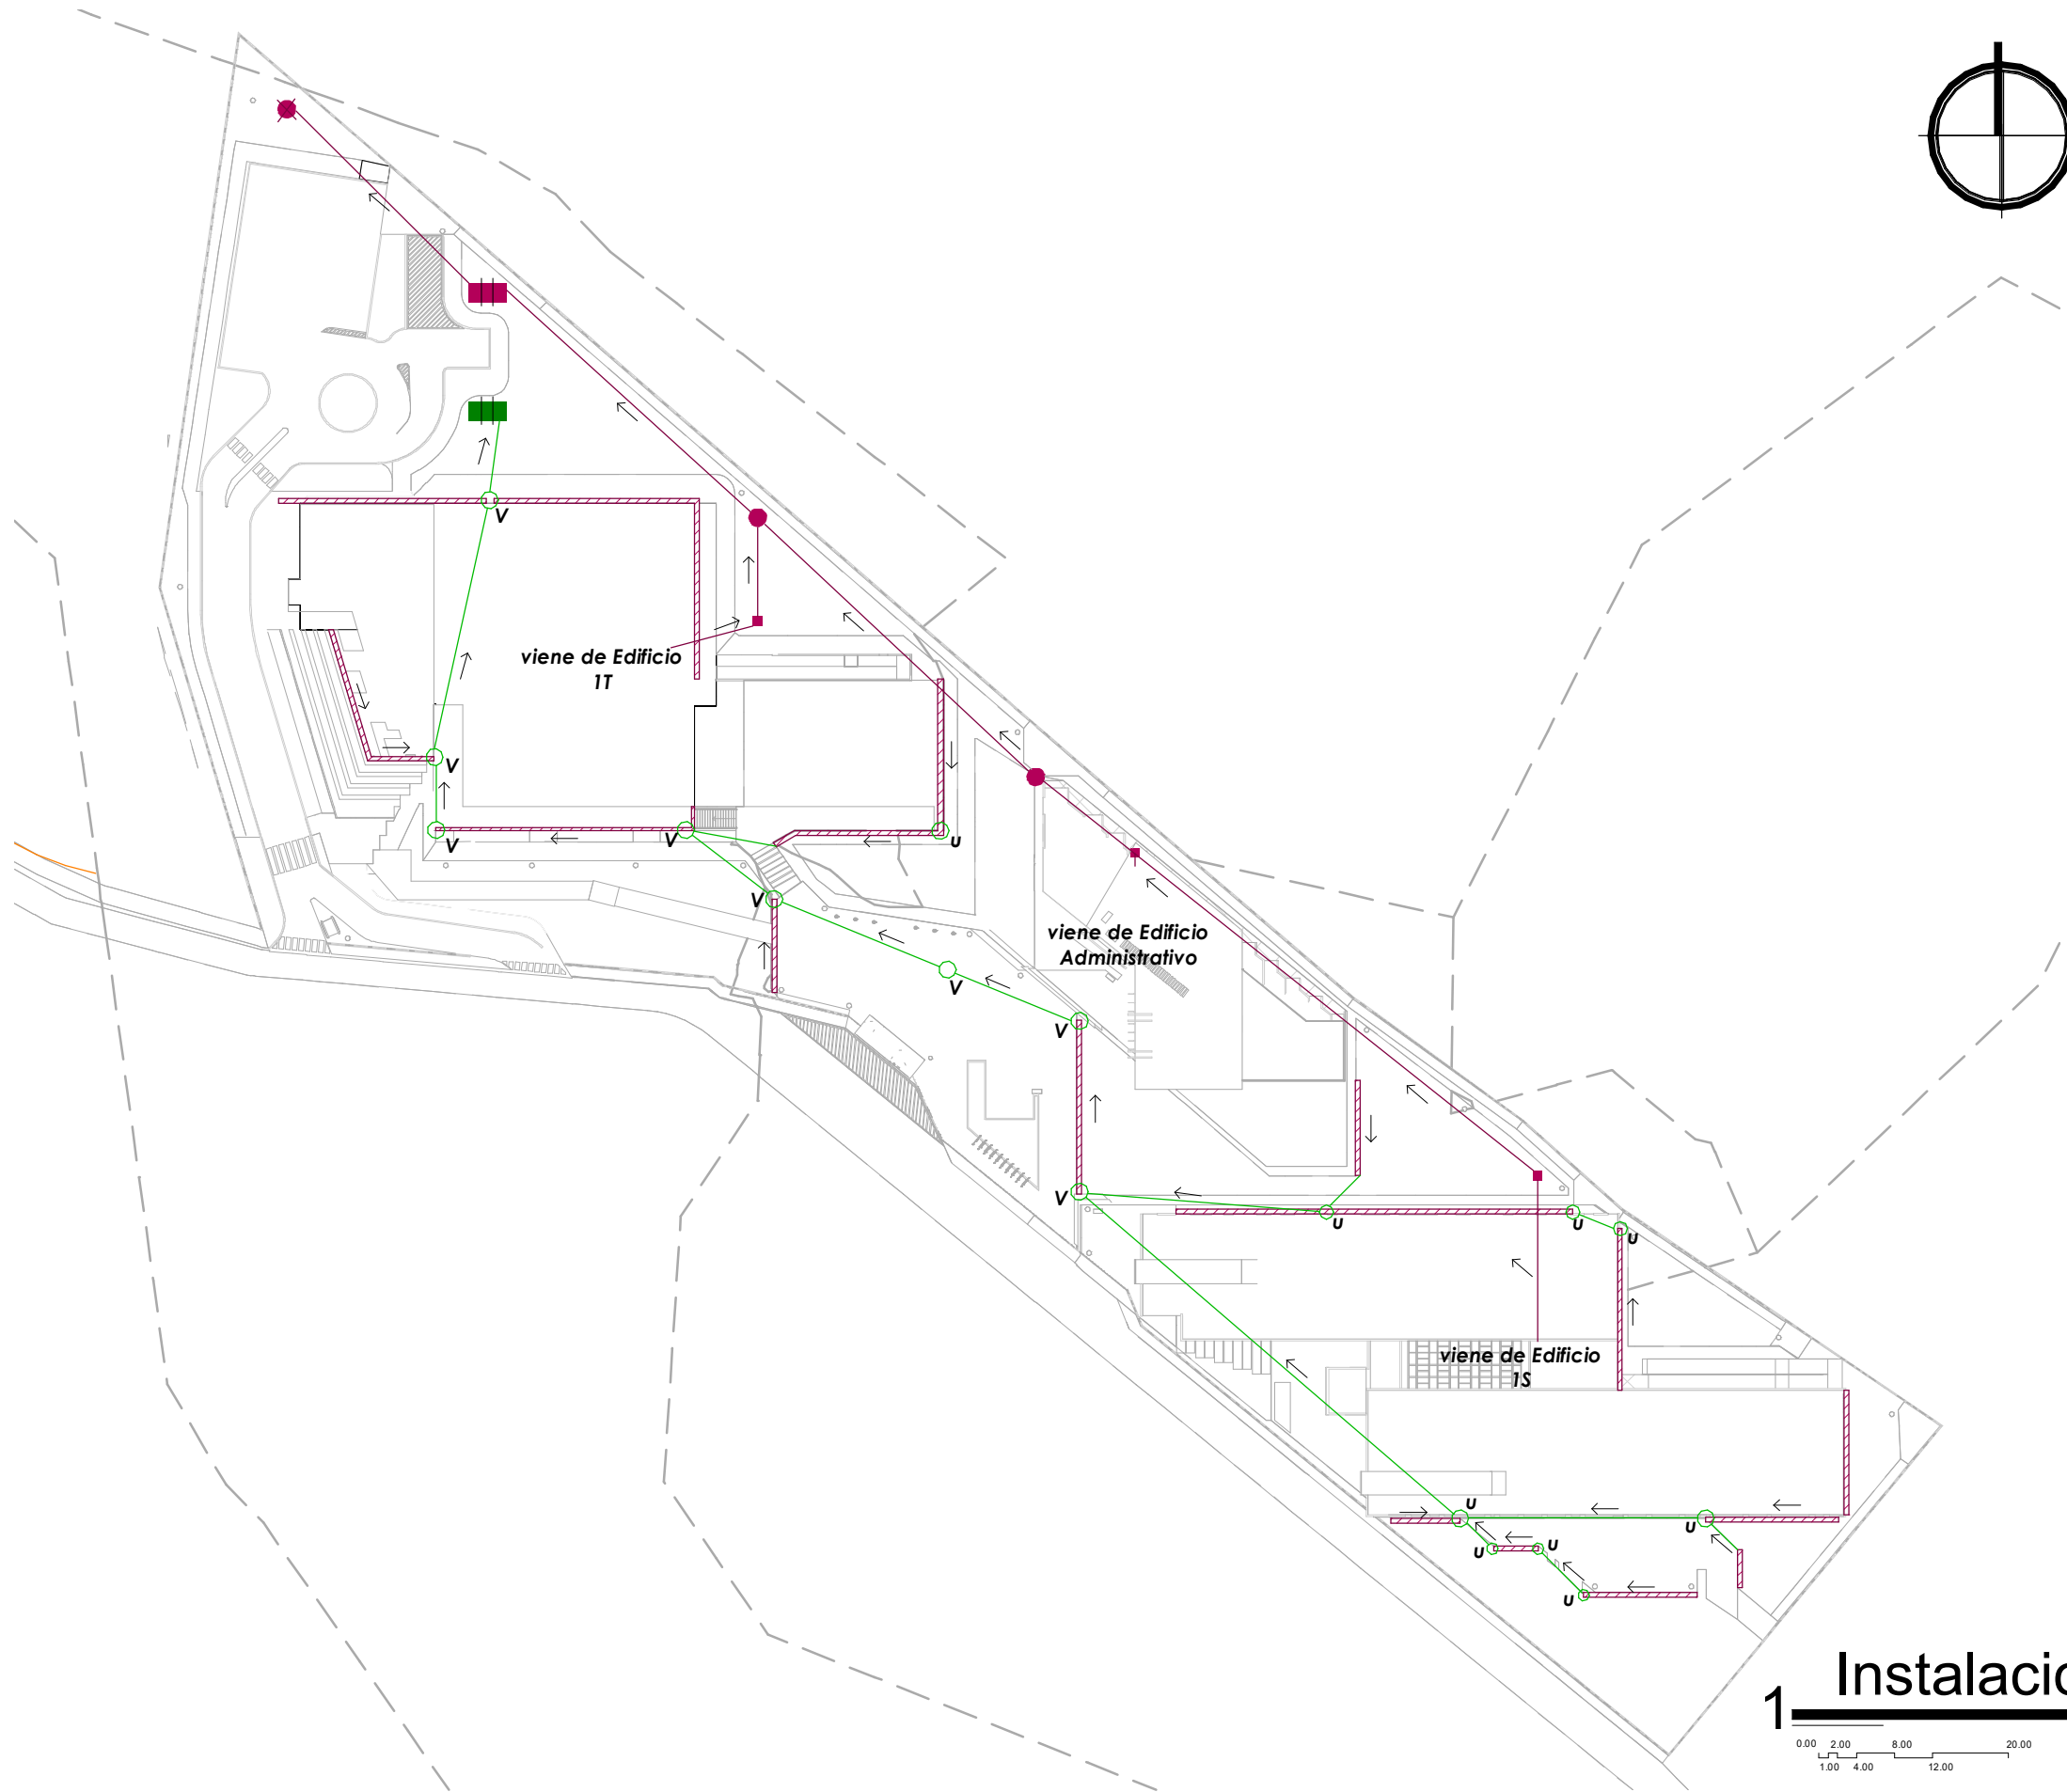 V
viene de Edificio
1T
V
V
V
u
V
viene de Edificio
Administrativo
V
V
V
u
u
u
viene de Edificio
1S
u
u
u
u
u
Instalacio
1
0.00 2.00 8.00 20.00
1.00 4.00 12.00